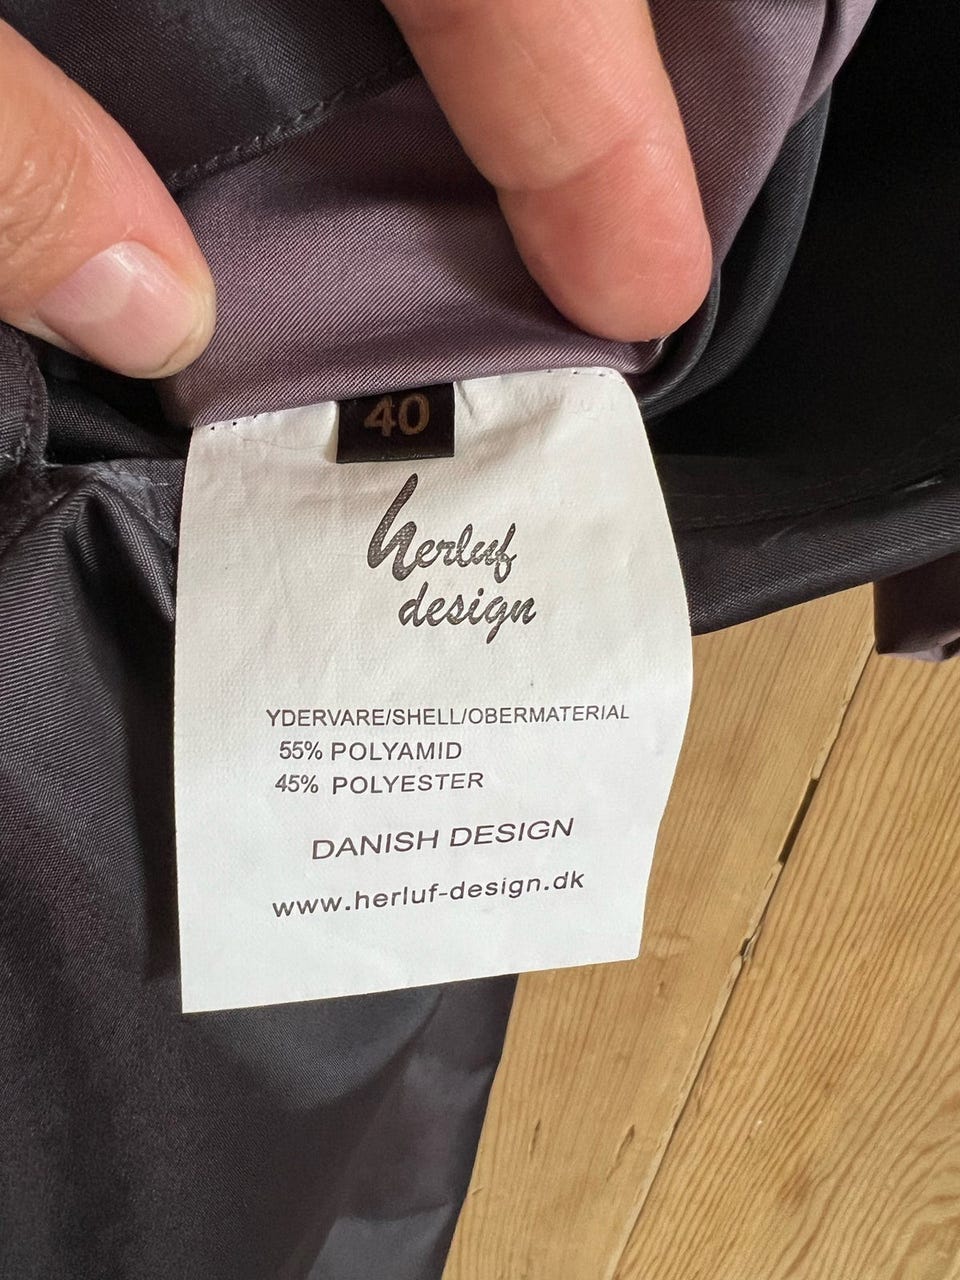 40
herluf
design
YDERVARE/SHELL/OBERMATERIAL
55% POLYAMID
45% POLYESTER
DANISH DESIGN
www.herluf-design.dk